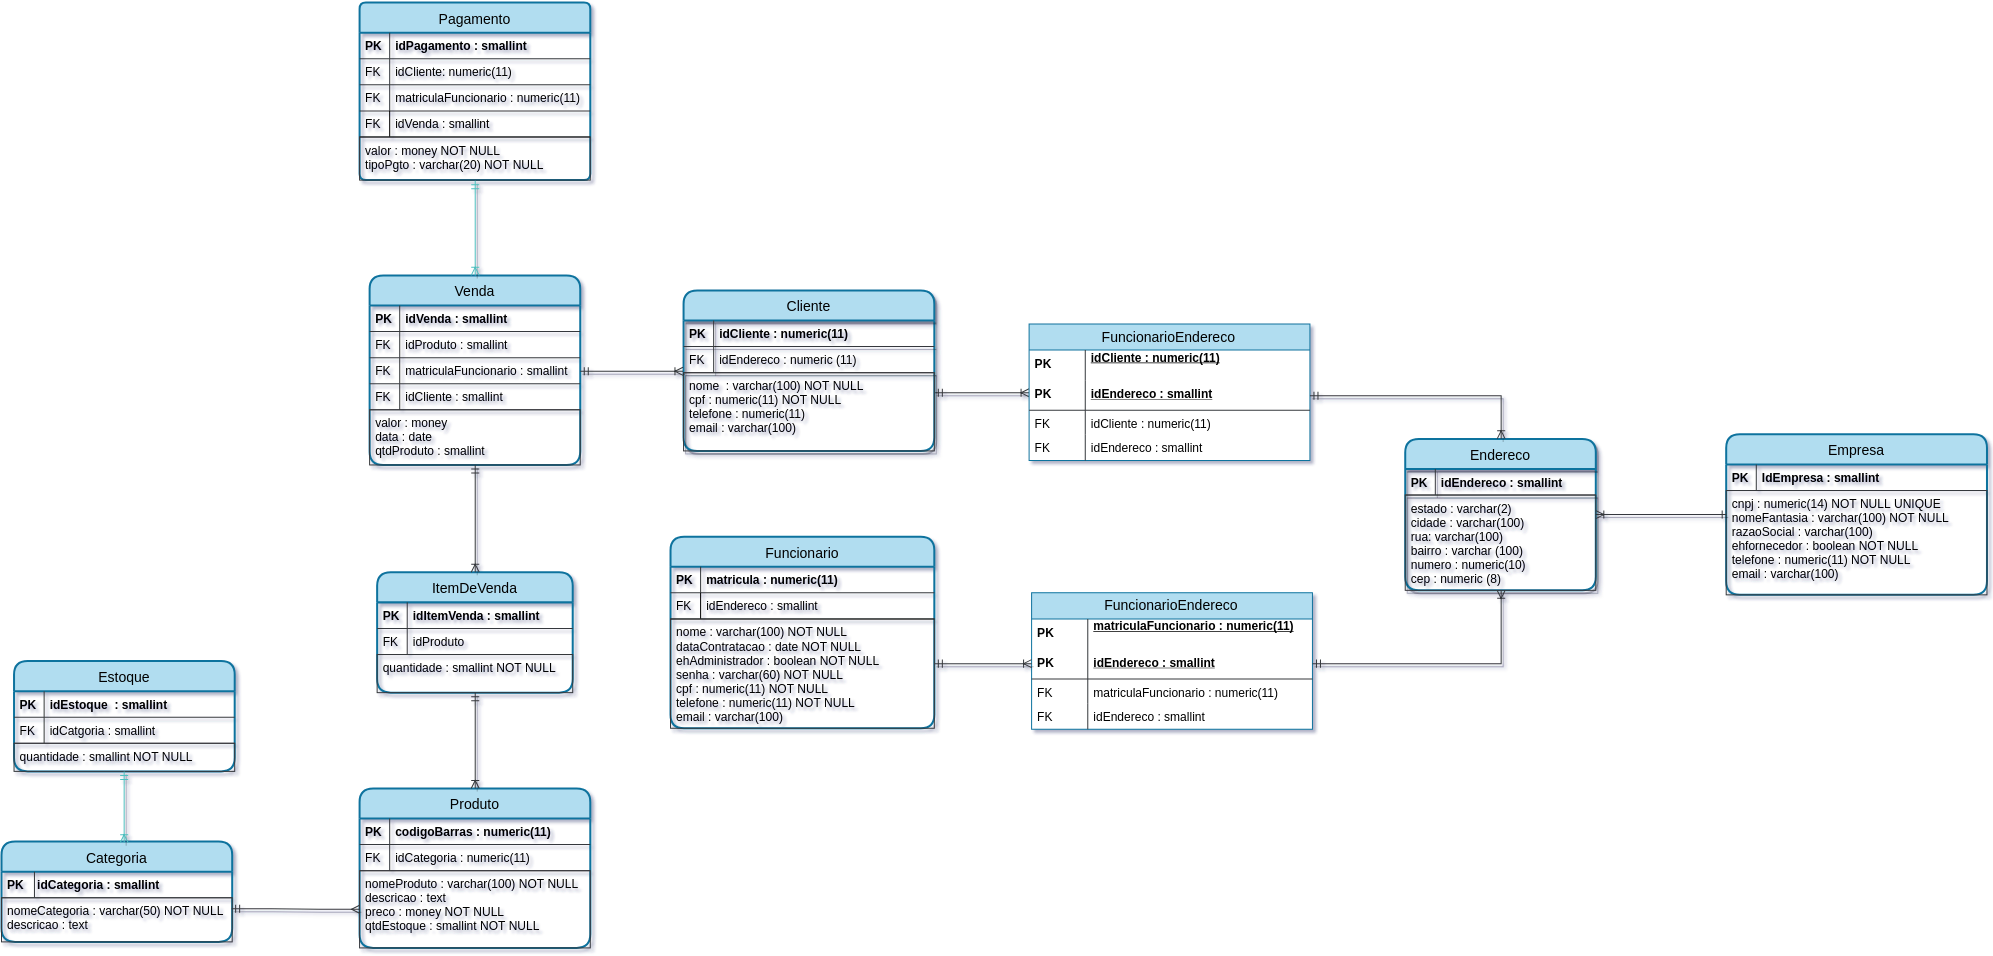 Pagamento
PK idPagamento : smallint
FK idCliente: numeric(11)
FK matriculaFuncionario : numeric(11)
FK idVenda : smallint
valor : money NOT NULL
tipoPgto : varchar(20) NOT NULL
Venda
PK idVenda : smallint
FK idProduto : smallint
FK matriculaFuncionario : smallint
FK idCliente : smallint
valor : money
data : date
qtdProduto : smallint
Cliente
PK idCliente : numeric(11)
FK idEndereco : numeric (11)
nome  : varchar(100) NOT NULL
cpf : numeric(11) NOT NULL
telefone : numeric(11)
email : varchar(100)
FuncionarioEndereco
PK idCliente : numeric(11)
PK idEndereco : smallint
FK idCliente : numeric(11)
FK idEndereco : smallint
Endereco
PK idEndereco : smallint
estado : varchar(2)
cidade : varchar(100)
rua: varchar(100)
bairro : varchar (100)
numero : numeric(10)
cep : numeric (8)
Empresa
PK IdEmpresa : smallint
cnpj : numeric(14) NOT NULL UNIQUE
nomeFantasia : varchar(100) NOT NULL
razaoSocial : varchar(100)
ehfornecedor : boolean NOT NULL
telefone : numeric(11) NOT NULL
email : varchar(100)
Funcionario
PK matricula : numeric(11)
FK idEndereco : smallint
nome : varchar(100) NOT NULL
dataContratacao : date NOT NULL
ehAdministrador : boolean NOT NULL
senha : varchar(60) NOT NULL
cpf : numeric(11) NOT NULL
telefone : numeric(11) NOT NULL
email : varchar(100)
FuncionarioEndereco
PK matriculaFuncionario : numeric(11)
PK idEndereco : smallint
FK matriculaFuncionario : numeric(11)
FK idEndereco : smallint
ItemDeVenda
PK idItemVenda : smallint
FK idProduto
quantidade : smallint NOT NULL
Estoque
PK idEstoque  : smallint
FK idCatgoria : smallint
quantidade : smallint NOT NULL
Categoria
PK idCategoria : smallint
nomeCategoria : varchar(50) NOT NULL
descricao : text
Produto
PK codigoBarras : numeric(11)
FK idCategoria : numeric(11)
nomeProduto : varchar(100) NOT NULL
descricao : text
preco : money NOT NULL
qtdEstoque : smallint NOT NULL